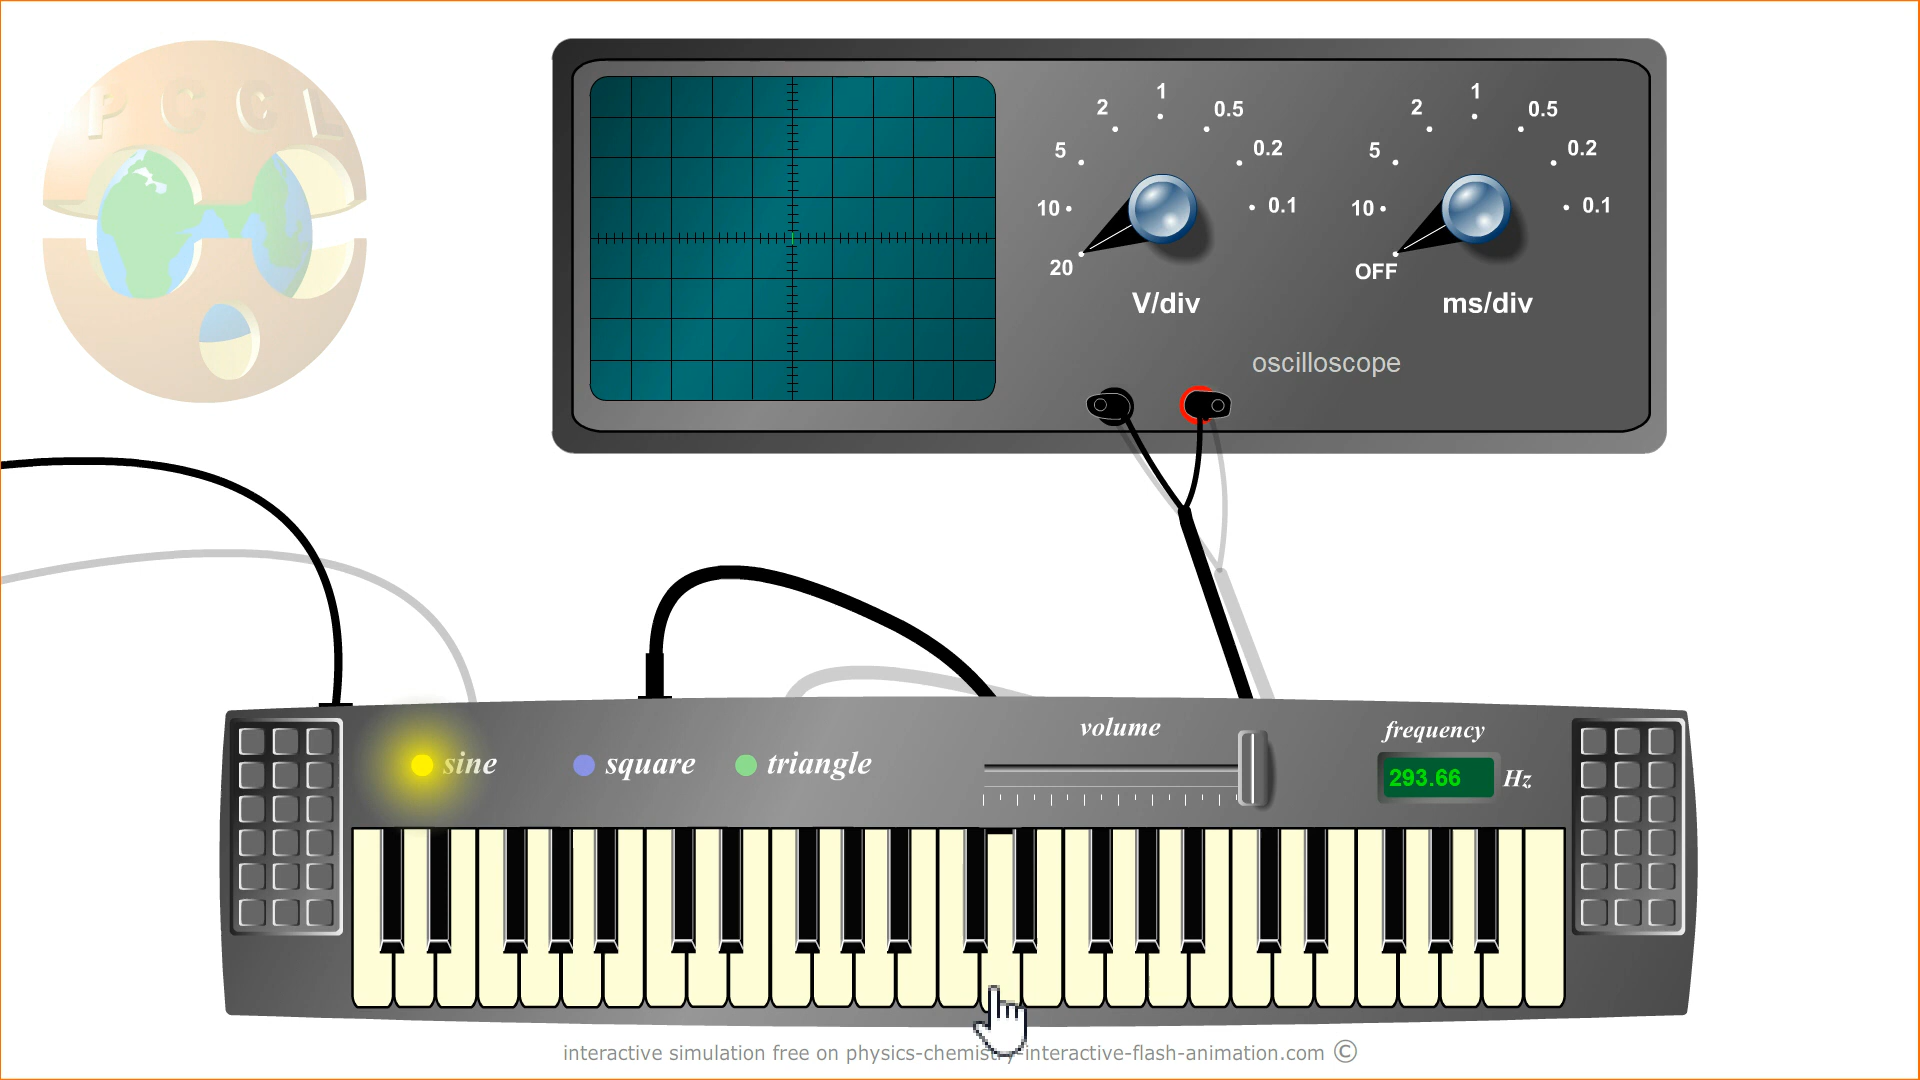 P C C L
1
1
2
0.5
2
0.5
5
0.2
5
0.2
10
0.1
10
0.1
20
OFF
V/div
ms/div
oscilloscope
volume
frequency
sine
square
triangle
293.66
Hz
interactive simulation free on physics-chemistry-interactive-flash-animation.com ©